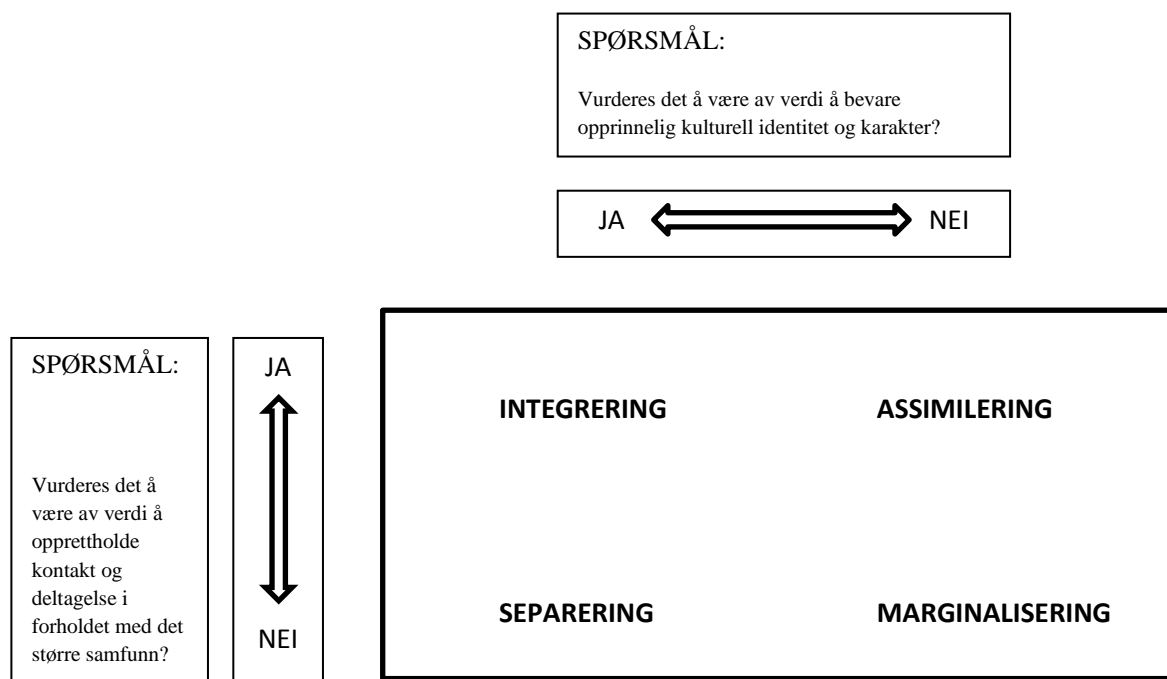 SPØRSMÅL:
Vurderes det å være av verdi å bevare
opprinnelig kulturell identitet og karakter?
JA NEI
SPØRSMÅL:
Vurderes det å
være av verdi å
opprettholde
kontakt og
deltagelse i
forholdet med det
større samfunn?
JA
NEI
INTEGRERING ASSIMILERING
SEPARERING MARGINALISERING